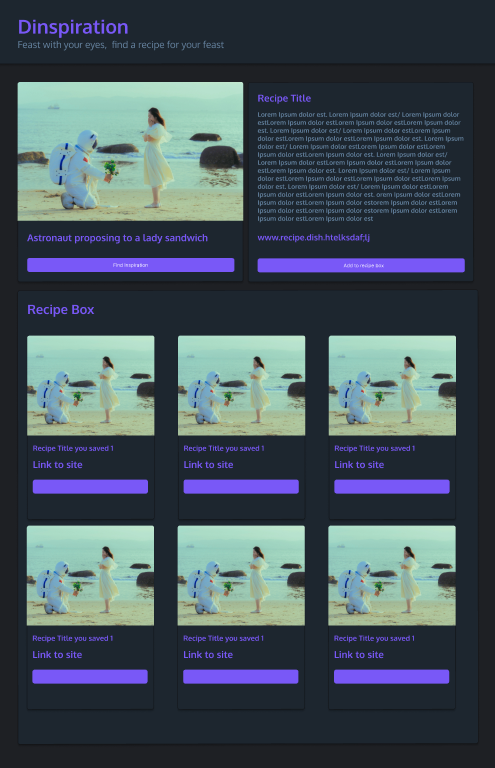 Dinspiration
Feast with your eyes, find a recipe for your feast
Recipe Title
Lorem Ipsum dolor est. Lorem Ipsum dolor est/ Lorem Ipsum dolor
estLorem Ipsum dolor estLorem Ipsum dolor estLorem Ipsum dolor
est. Lorem Ipsum dolor est/ Lorem Ipsum dolor estLorem Ipsum
dolor estLorem Ipsum dolor est. Lorem Ipsum dolor est. Lorem Ipsum
dolor est/ Lorem Ipsum dolor estLorem Ipsum dolor estLorem
Ipsum dolor estLorem Ipsum dolor est. Lorem Ipsum dolor est/
Lorem Ipsum dolor estLorem Ipsum dolor estLorem Ipsum dolor
estLorem Ipsum dolor est. Lorem Ipsum dolor est/ Lorem Ipsum
dolor estLorem Ipsum dolor estLorem Ipsum dolor estLorem Ipsum
dolor est. Lorem Ipsum dolor est/ Lorem Ipsum dolor estLorem
Ipsum dolor estLorem Ipsum dolor est. orem Ipsum dolor estLorem
Ipsum dolor estLorem Ipsum dolor estorem Ipsum dolor estLorem
Ipsum dolor estLorem Ipsum dolor estorem Ipsum dolor estLorem
Ipsum dolor estLorem Ipsum dolor est
Astronaut proposing to a lady sandwich
www.recipe.dish.htelksdaf;lj
Find Inspiration
Add to recipe box
Recipe Box
Recipe Title you saved 1
Recipe Title you saved 1
Recipe Title you saved 1
Link to site
Link to site
Link to site
Recipe Title you saved 1
Recipe Title you saved 1
Recipe Title you saved 1
Link to site
Link to site
Link to site